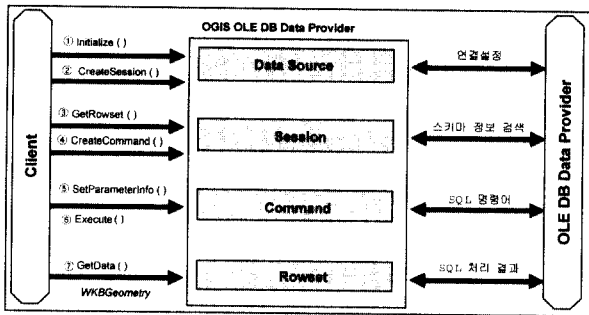 OGIS OLE DB Data Provider
Client
① Initialize ( )
② CreateSession ( )
③ GetRowset ( )
④ CreateCommand ( )
⑤ SetParameterInfo ( )
⑥ Execute ( )
⑦ GetData ( )
WKBGeometry
Data Source
Session
Command
Rowset
연결설정
스키마 정보 검색
SQL 명령어
SQL 처리 결과
OLE DB Data Provider